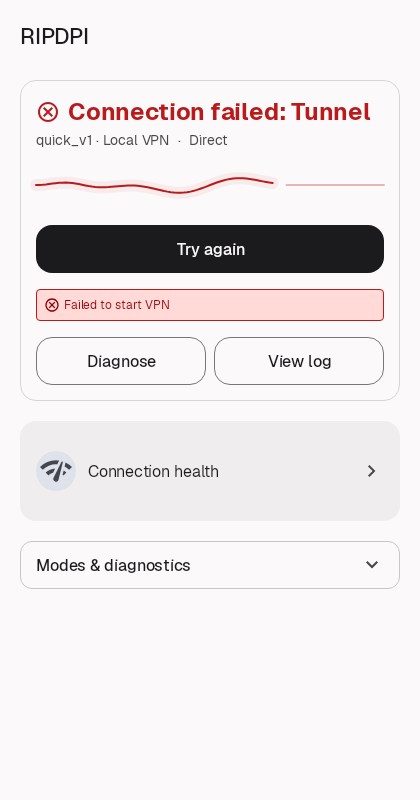 RIPDPI
Connection failed: Tunnel
quick_v1 · Local VPN · Direct
Try again
Failed to start VPN
Diagnose
View log
Connection health
Modes & diagnostics